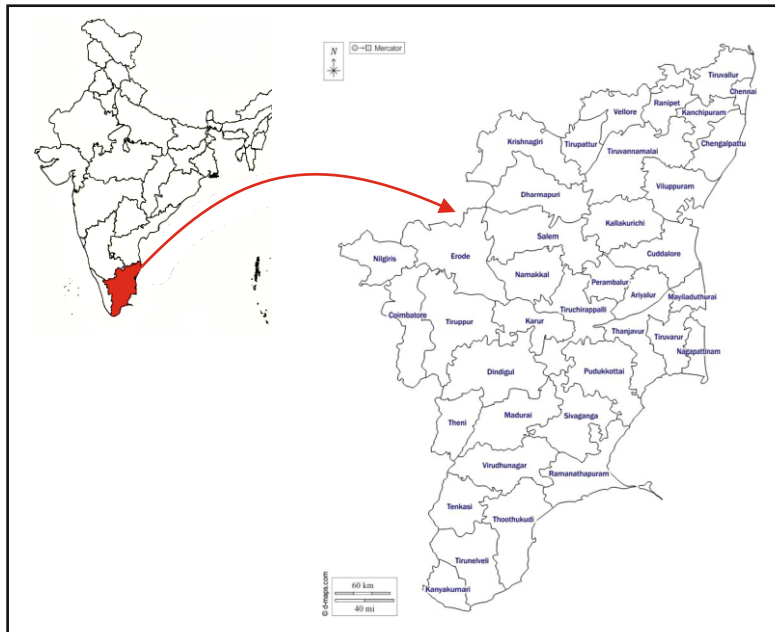 N
Mercator
Tiruvallur
Chennai
Vellore
Ranipet
Kanchipuram
Krishnagiri
Tirupattur
Tiruvannamalai
Chengalpattu
Dharmapuri
Viluppuram
Kallakurichi
Salem
Nilgiris
Erode
Cuddalore
Namakkal
Perambalur
Ariyalur
Mayiladuthurai
Coimbatore
Tiruppur
Karur
Tiruchirappalli
Thanjavur
Tiruvarur
Nagapattinam
Dindigul
Pudukkottai
Theni
Madurai
Sivaganga
Virudhunagar
Ramanathapuram
Tenkasi
Thoothukudi
Tirunelveli
Kanyakumari
© d-maps.com
60 km
40 mi